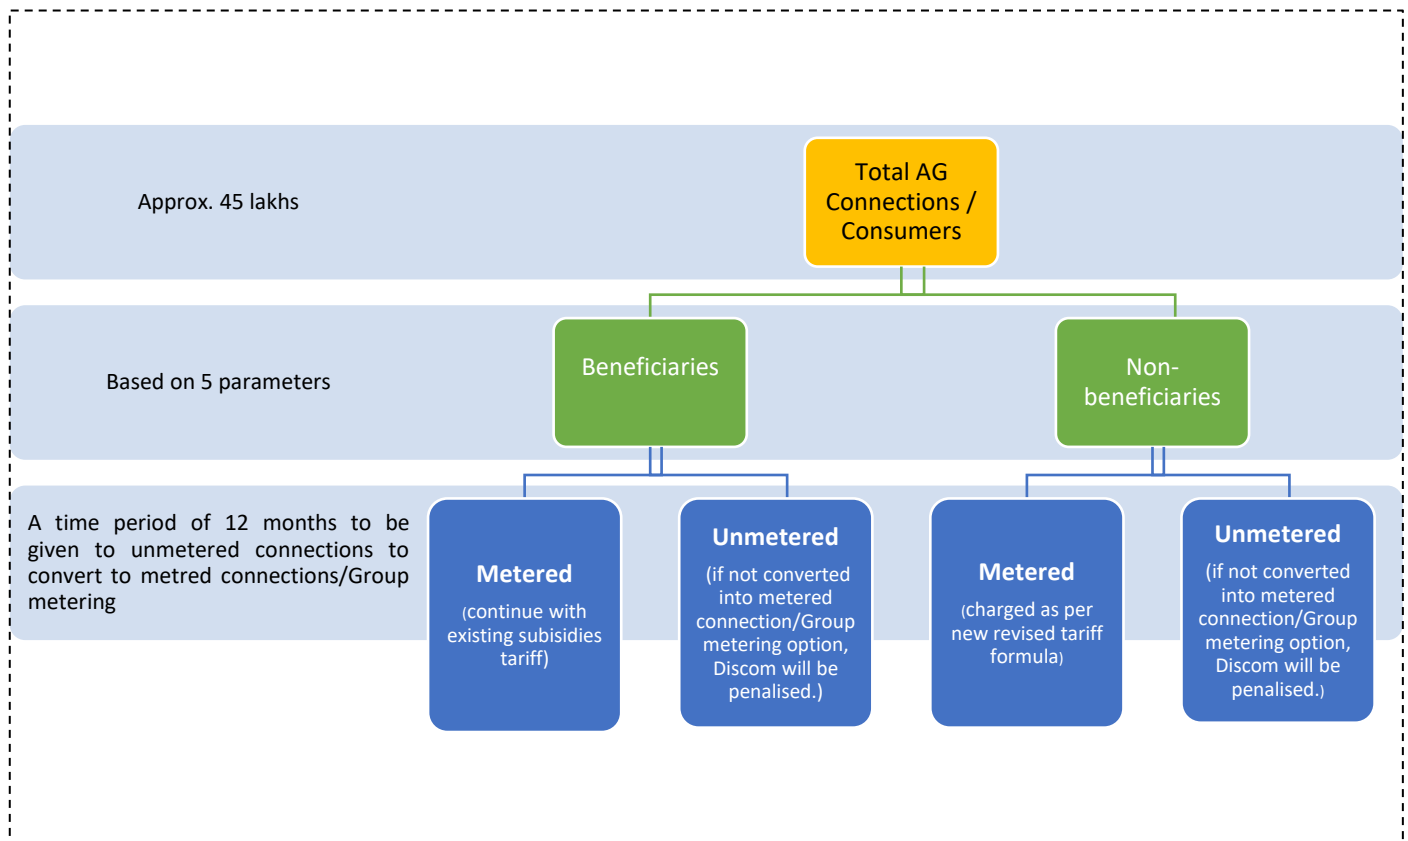 Approx. 45 lakhs
Total AG
Connections /
Consumers
Based on 5 parameters
Beneficiaries
Non-
beneficiaries
A time period of 12 months to be
given to unmetered connections to
convert to metred connections/Group
metering
Metered
(continue with
existing subisidies
tariff)
Unmetered
(if not converted
into metered
connection/Group
metering option,
Discom will be
penalised.)
Metered
(charged as per
new revised tariff
formula)
Unmetered
(if not converted
into metered
connection/Group
metering option,
Discom will be
penalised.)